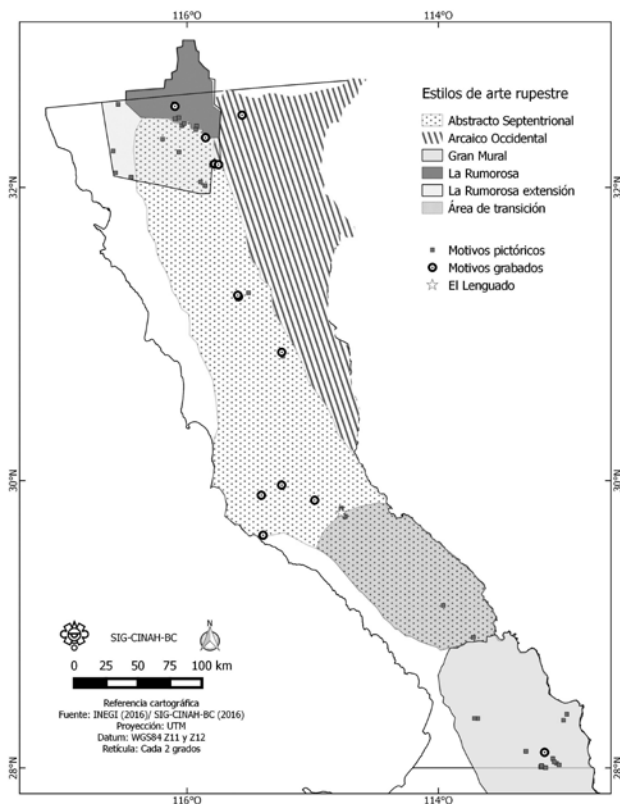 116°O
114°O
Estilos de arte rupestre
Abstracto Septentrional
Arcaico Occidental
Gran Mural
La Rumorosa
La Rumorosa extensión
Área de transición
Motivos pictóricos
Motivos grabados
El Lenguado
32°N
32°N
30°N
30°N
SIG-CINAH-BC
N
0 25 50 75 100 km
Referencia cartográfica
Fuente: INEGI (2016)/ SIG-CINAH-BC (2016)
Proyección: UTM
Datum: WGS84 Z11 y Z12
Retícula: Cada 2 grados
28°N
28°N
116°O
114°O